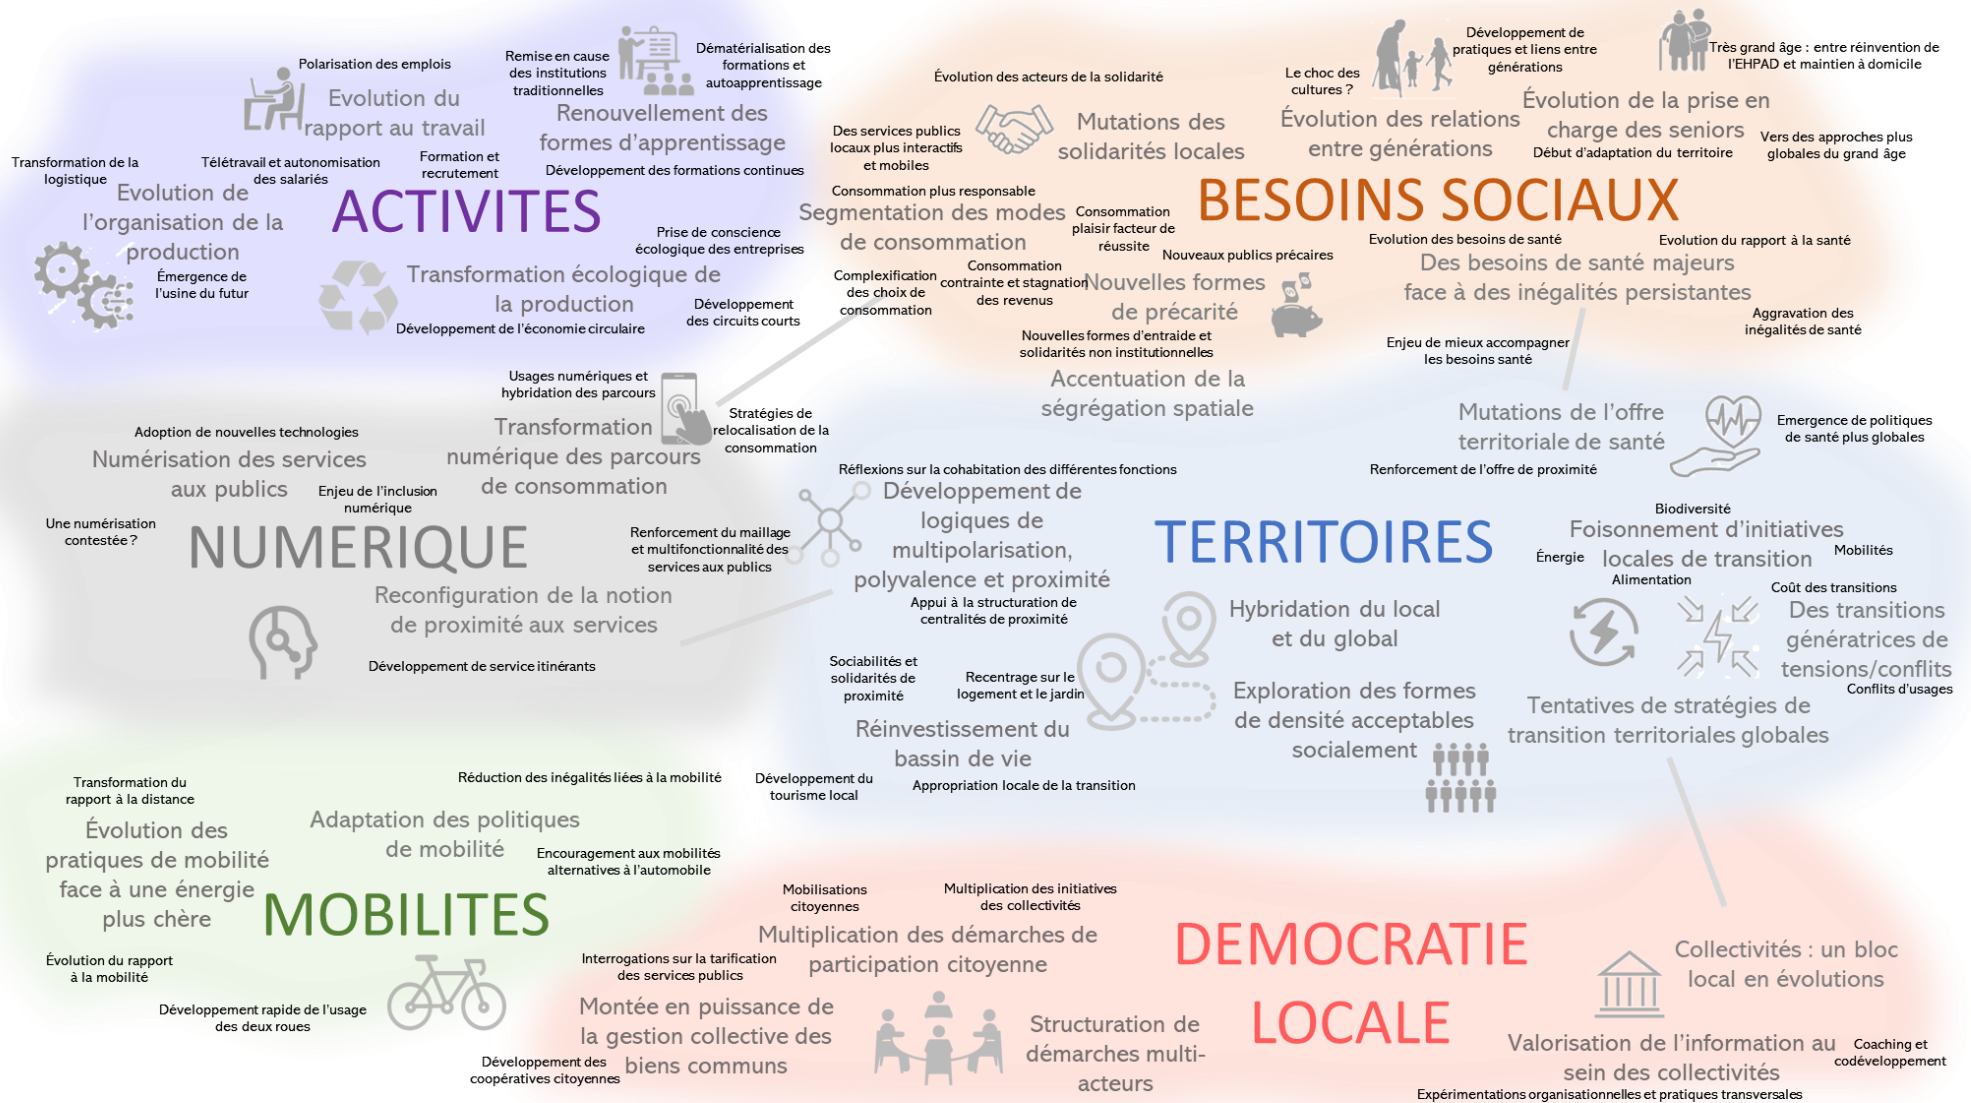 Polarisation des emplois
Evolution du
rapport au travail
Remise en cause
des institutions
traditionnelles
Dématérialisation des
formations et
autoapprentissage
Renouvellement des
formes d'apprentissage
Transformation de la
logistique
Télétravail et autonomisation
des salariés
Formation et
recrutement
Développement des formations continues
Evolution de
l'organisation de la
production
ACTIVITES
Émergence de
l'usine du futur
Prise de conscience
écologique des entreprises
Transformation écologique de
la production
Développement de l'économie circulaire
Développement
des circuits courts
Évolution des acteurs de la solidarité
Des services publics
locaux plus interactifs
et mobiles
Mutations des
solidarités locales
Le choc des
cultures ?
Développement de
pratiques et liens entre
générations
Évolution des relations
entre générations
Très grand âge : entre réinvention de
l'EHPAD et maintien à domicile
Évolution de la prise en
charge des seniors
Début d'adaptation du territoire
Vers des approches plus
globales du grand âge
BESOINS SOCIAUX
Consommation plus responsable
Segmentation des modes
de consommation
Consommation
plaisir facteur de
réussite
Complexification
des choix de
consommation
Consommation
contrainte et stagnation
des revenus
Nouveaux publics précaires
Nouvelles formes
de précarité
Nouvelles formes d'entraide et
solidarités non institutionnelles
Accentuation de la
ségrégation spatiale
Evolution des besoins de santé
Evolution du rapport à la santé
Des besoins de santé majeurs
face à des inégalités persistantes
Aggravation des
inégalités de santé
Enjeu de mieux accompagner
les besoins santé
Usages numériques et
hybridation des parcours
Transformation
numérique des parcours
de consommation
Stratégies de
relocalisation de la
consommation
Adoption de nouvelles technologies
Numérisation des services
aux publics
Enjeu de l'inclusion
numérique
Une numérisation
contestée ?
NUMERIQUE
Renforcement du maillage
et multifonctionnalité des
services aux publics
Reconfiguration de la notion
de proximité aux services
Développement de service itinérants
Mutations de l'offre
territoriale de santé
Emergence de politiques
de santé plus globales
Renforcement de l'offre de proximité
Réflexions sur la cohabitation des différentes fonctions
Développement de
logiques de
multipolarisation,
polyvalence et proximité
Appui à la structuration de
centralités de proximité
TERRITOIRES
Biodiversité
Foisonnement d'initiatives
locales de transition
Énergie
Mobilités
Alimentation
Coût des transitions
Des transitions
génératrices de
tensions/conflits
Conflits d'usages
Hybridation du local
et du global
Sociabilités et
solidarités de
proximité
Recentrage sur le
logement et le jardin
Réinvestissement du
bassin de vie
Développement du
tourisme local
Appropriation locale de la transition
Exploration des formes
de densité acceptables
socialement
Tentatives de stratégies de
transition territoriales globales
Transformation du
rapport à la distance
Réduction des inégalités liées à la mobilité
Évolution des
pratiques de mobilité
face à une énergie
plus chère
Adaptation des politiques
de mobilité
Encouragement aux mobilités
alternatives à l'automobile
MOBILITES
Évolution du rapport
à la mobilité
Développement rapide de l'usage
des deux roues
Mobilisations
citoyennes
Multiplication des initiatives
des collectivités
Multiplication des démarches de
participation citoyenne
Interrogations sur la tarification
des services publics
Montée en puissance de
la gestion collective des
biens communs
Développement des
coopératives citoyennes
Structuration de
démarches multi-
acteurs
DEMOCRATIE
LOCALE
Collectivités : un bloc
local en évolutions
Valorisation de l'information au
sein des collectivités
Coaching et
codéveloppement
Expérimentations organisationnelles et pratiques transversales